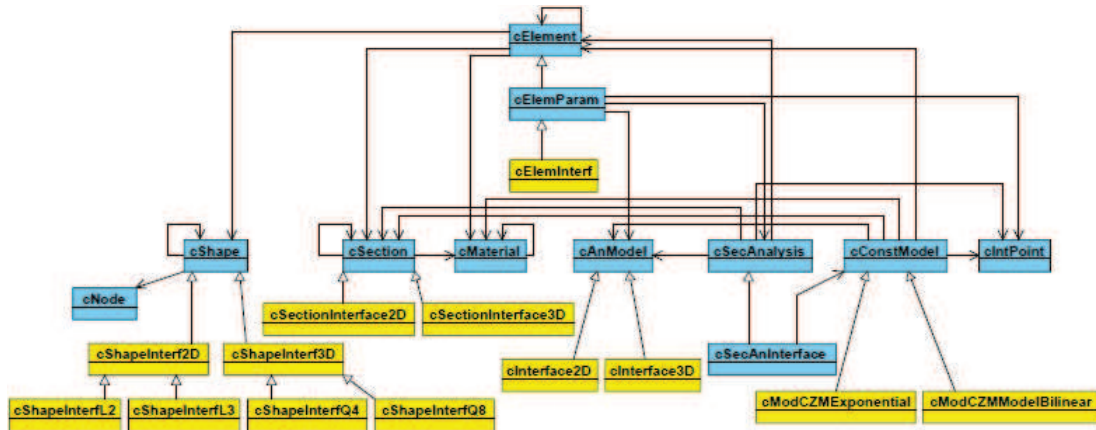 cElement
cElemParam
cElemInterf
cShape
cSection
cMaterial
cAnModel
cSecAnalysis
cConstModel
cIntPoint
cNode
cSectionInterface2D
cSectionInterface3D
cShapeInterf2D
cShapeInterf3D
cInterface2D
cInterface3D
cSecAnInterface
cShapeInterfL2
cShapeInterfL3
cShapeInterfQ4
cShapeInterfQ8
cModCZMExponential
cModCZMModelBilinear